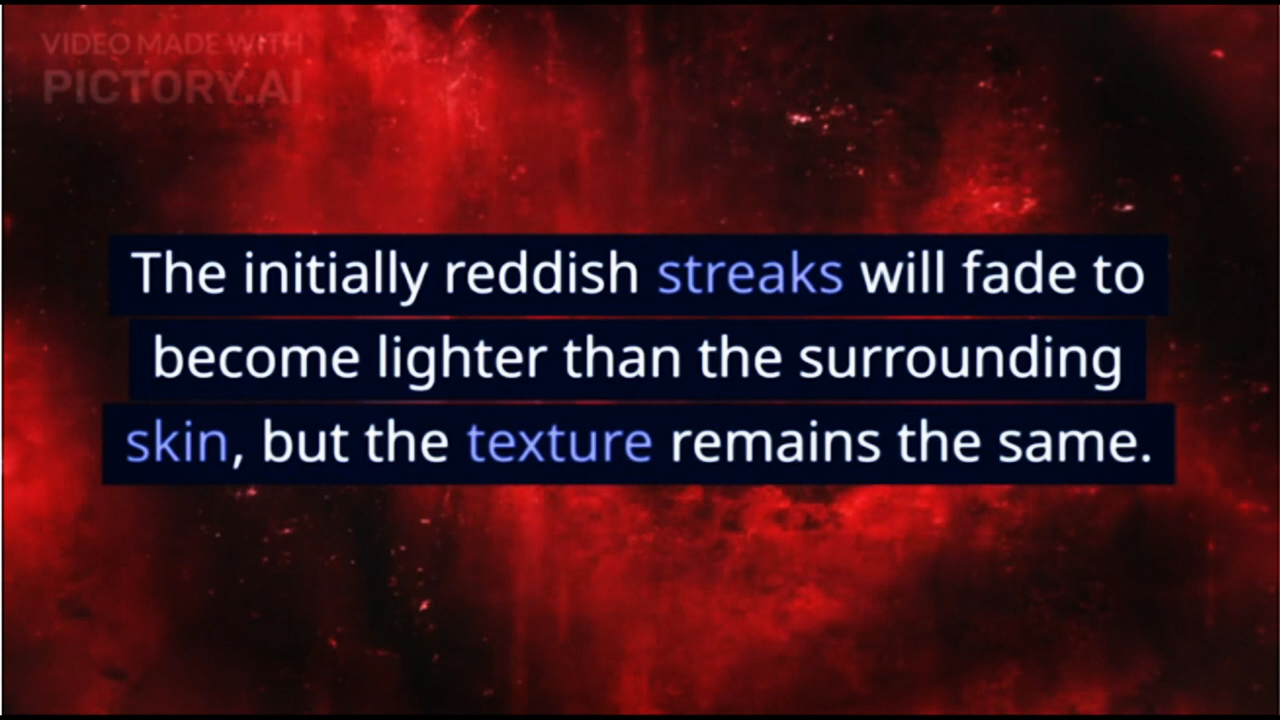 VIDEO MADE WITH
PICTORY.AI
The initially reddish streaks will fade to
become lighter than the surrounding
skin, but the texture remains the same.